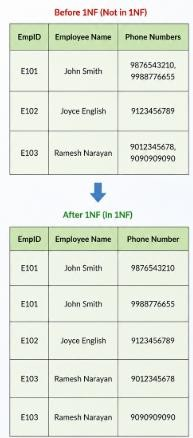 Before 1NF (Not in 1NF)
EmpID Employee Name Phone Numbers
E101 John Smith 9876543210,
9988776655
E102 Joyce English 9123456789
E103 Ramesh Narayan 9012345678,
9090909090
After 1NF (In 1NF)
EmpID Employee Name Phone Number
E101 John Smith 9876543210
E101 John Smith 9988776655
E102 Joyce English 9123456789
E103 Ramesh Narayan 9012345678
E103 Ramesh Narayan 9090909090